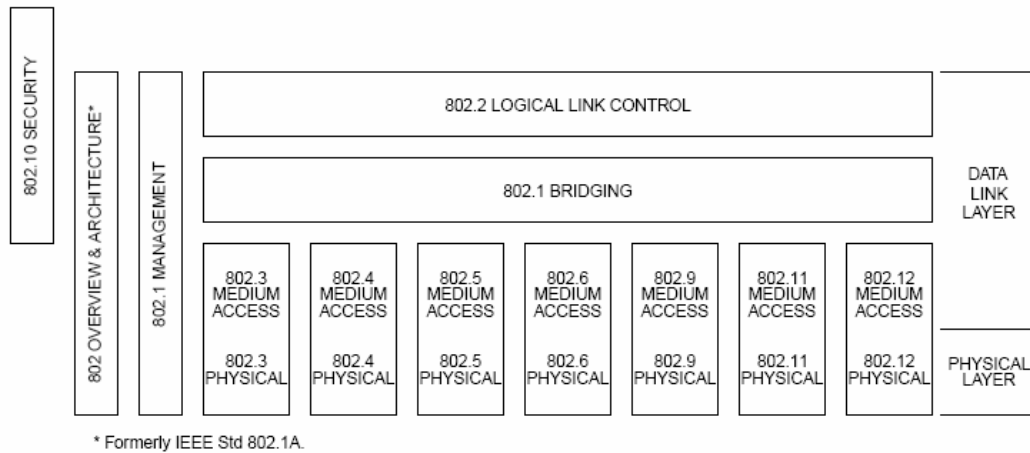 802.10 SECURITY
802 OVERVIEW & ARCHITECTURE*
802.1 MANAGEMENT
802.2 LOGICAL LINK CONTROL
802.1 BRIDGING
DATA
LINK
LAYER
802.3
MEDIUM
ACCESS
802.3
PHYSICAL
802.4
MEDIUM
ACCESS
802.4
PHYSICAL
802.5
MEDIUM
ACCESS
802.5
PHYSICAL
802.6
MEDIUM
ACCESS
802.6
PHYSICAL
802.9
MEDIUM
ACCESS
802.9
PHYSICAL
802.11
MEDIUM
ACCESS
802.11
PHYSICAL
802.12
MEDIUM
ACCESS
802.12
PHYSICAL
PHYSICAL
LAYER
* Formerly IEEE Std 802.1A.